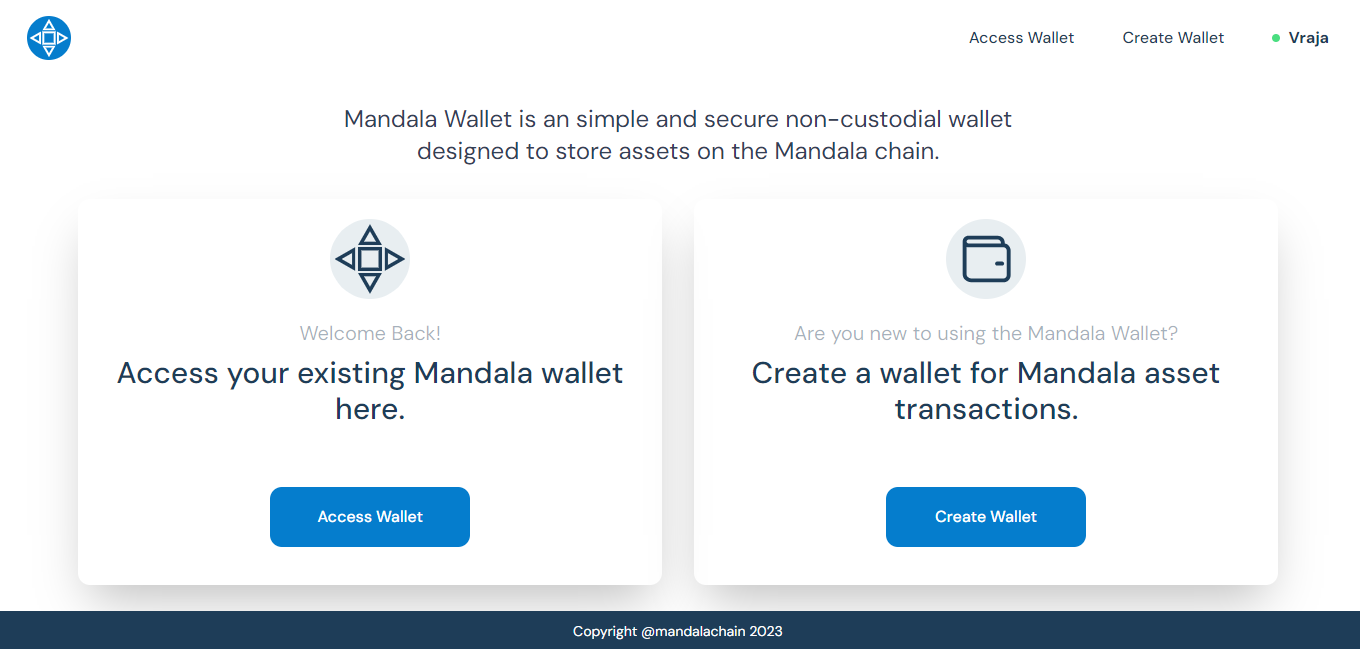 Access Wallet
Create Wallet
Vraja
Mandala Wallet is an simple and secure non-custodial wallet
designed to store assets on the Mandala chain.
Welcome Back!
Access your existing Mandala wallet
here.
Access Wallet
Are you new to using the Mandala Wallet?
Create a wallet for Mandala asset
transactions.
Create Wallet
Copyright @mandalachain 2023